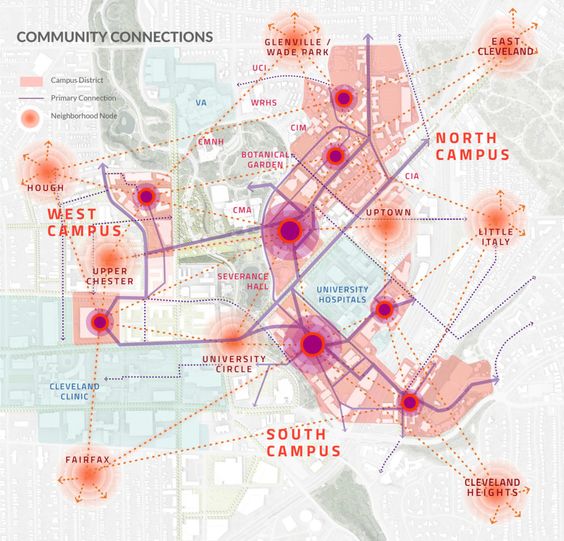 COMMUNITY CONNECTIONS
Campus District
Primary Connection
Neighborhood Node
GLENVILLE /
WADE PARK
EAST
CLEVELAND
UCI
VA
WRHS
CIM
CMNH
BOTANICAL
GARDEN
NORTH
CAMPUS
CIA
HOUGH
WEST
CAMPUS
CMA
UPTOWN
LITTLE
ITALY
UPPER
CHESTER
SEVERANCE
HALL
UNIVERSITY
HOSPITALS
UNIVERSITY
CIRCLE
CLEVELAND
CLINIC
SOUTH
CAMPUS
FAIRFAX
CLEVELAND
HEIGHTS